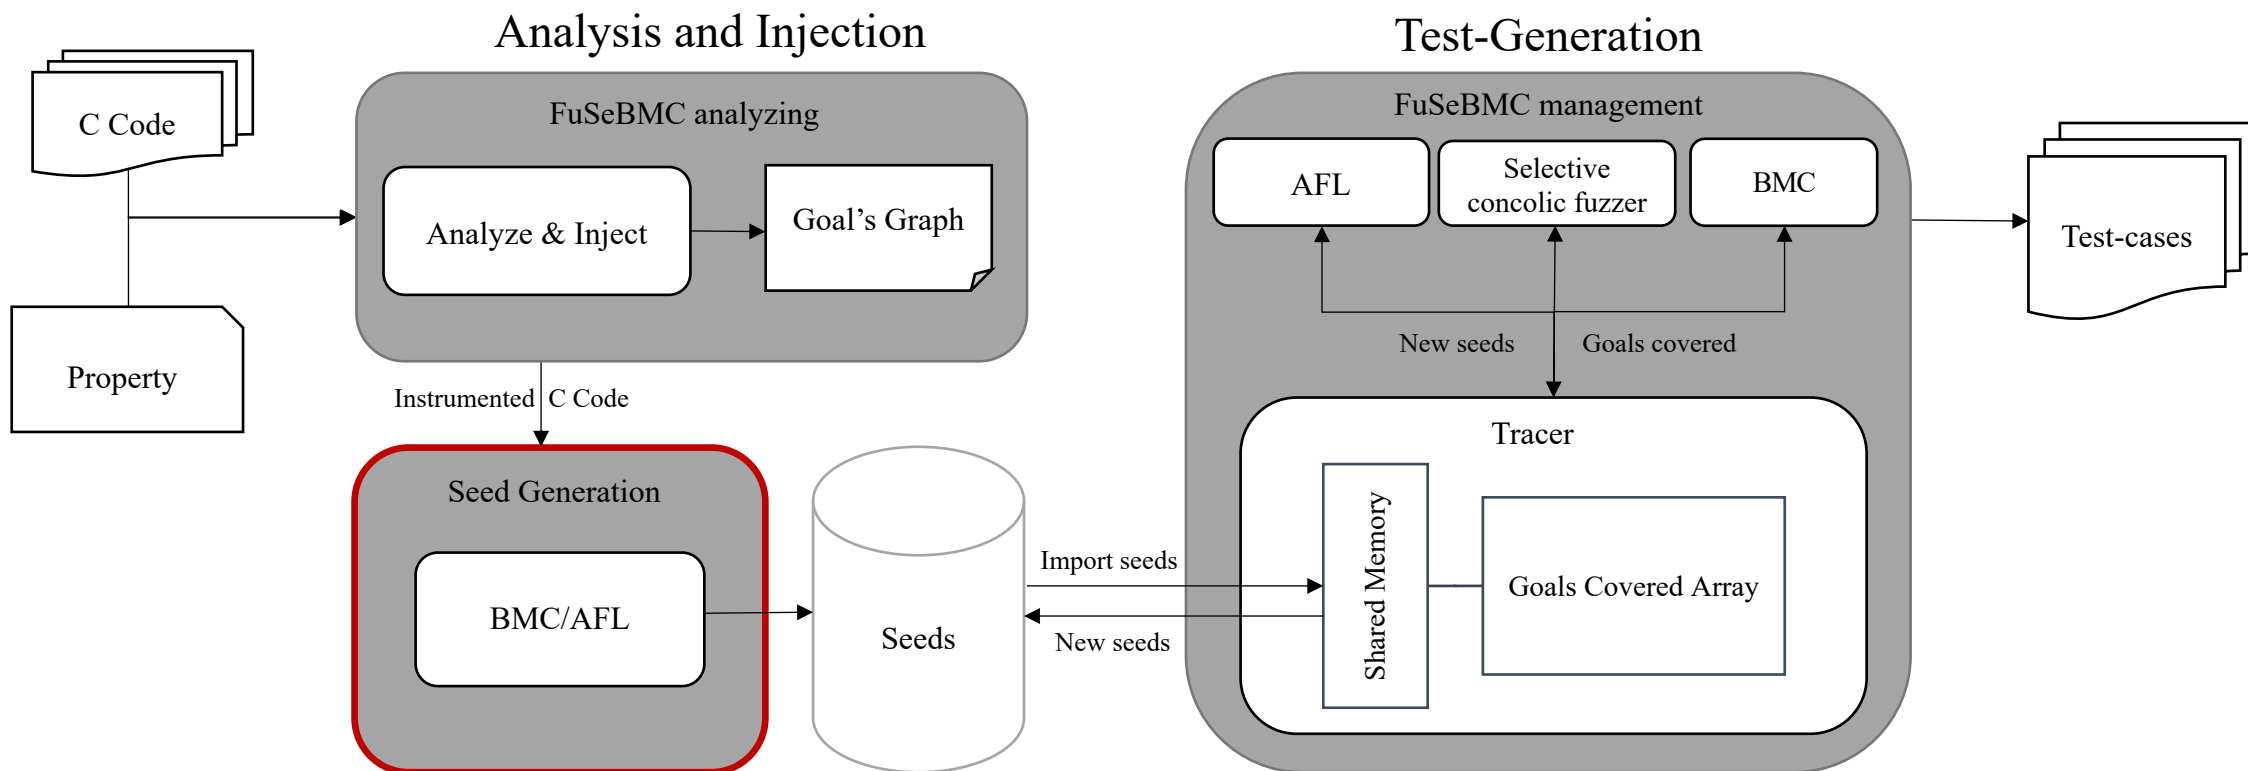 Analysis and Injection
Test-Generation
C Code
Property
FuSeBMC analyzing
Analyze & Inject
Goal’s Graph
Instrumented C Code
Seed Generation
BMC/AFL
Seeds
Import seeds
New seeds
FuSeBMC management
AFL
Selective
concolic fuzzer
BMC
New seeds
Goals covered
Tracer
Shared Memory
Goals Covered Array
Test-cases